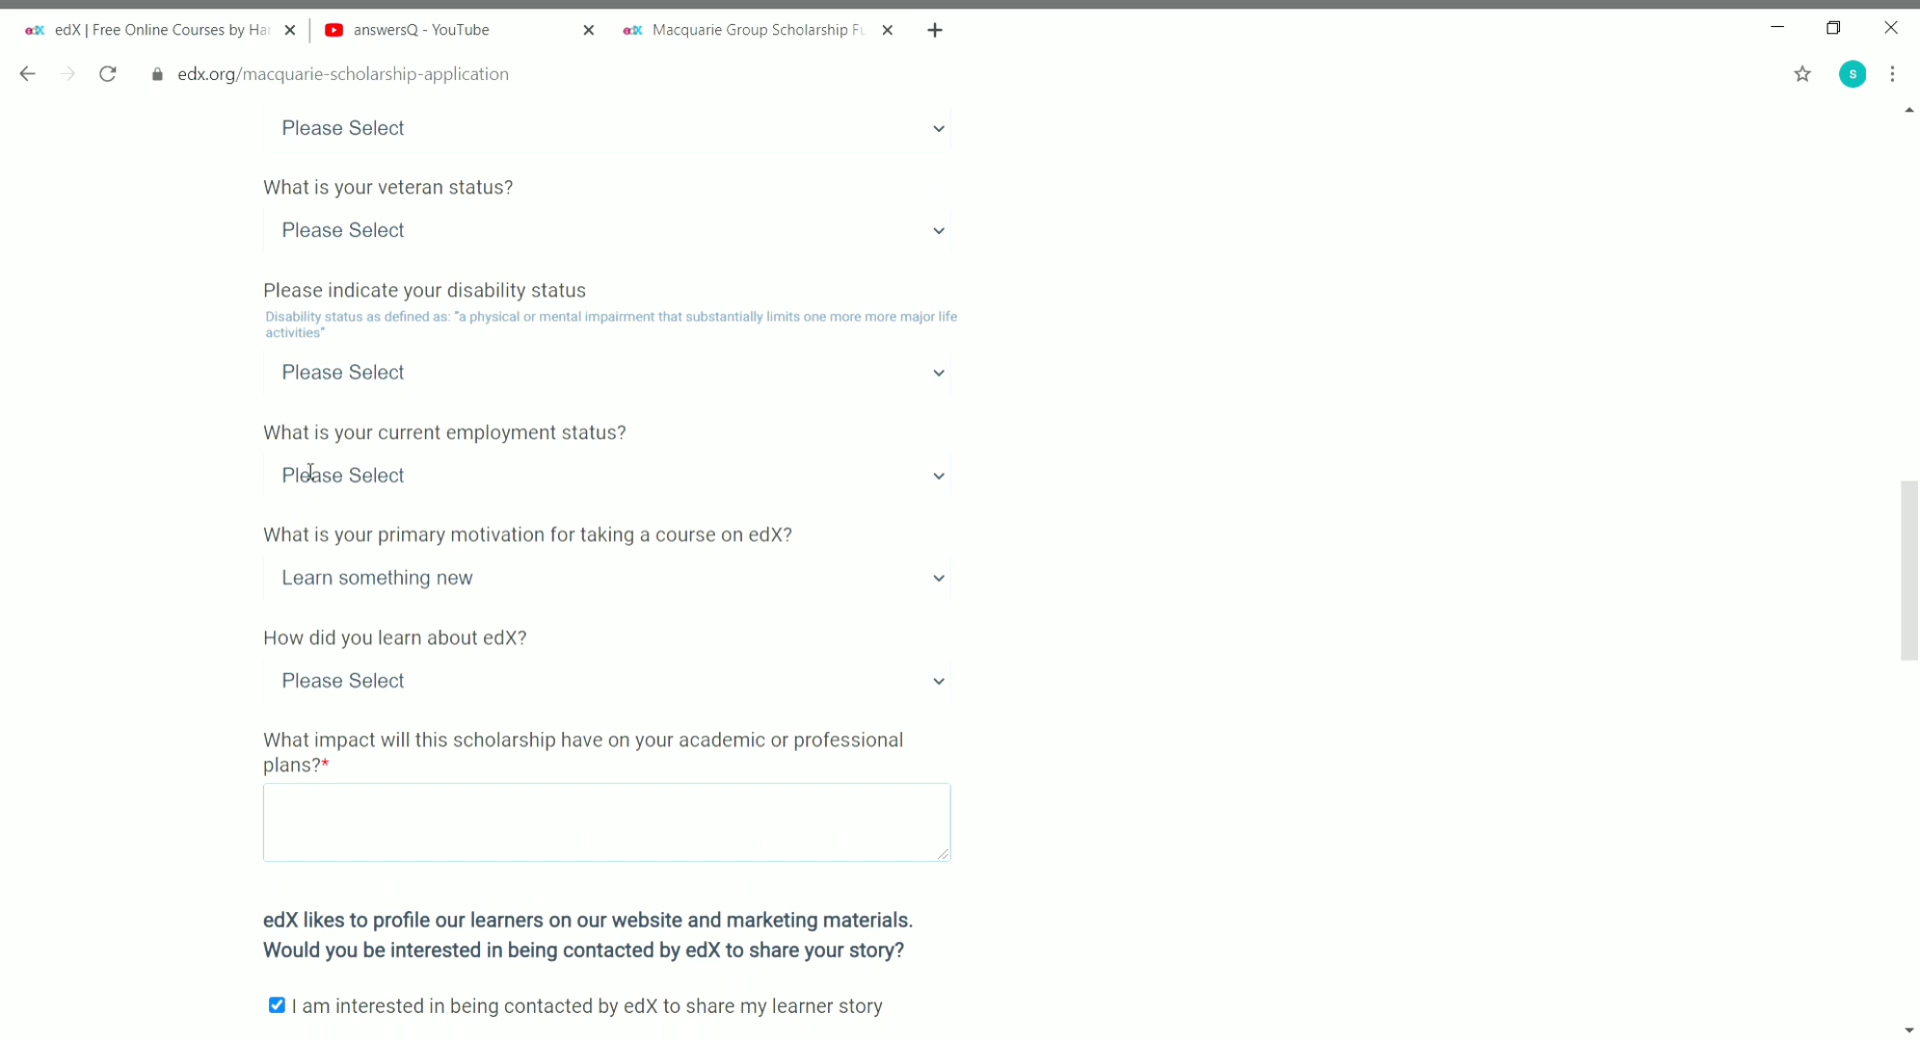 edX | Free Online Courses by Har
answersQ - YouTube
edX
Macquarie Group Scholarship Fu
edx.org/macquarie-scholarship-application
S
Please Select
What is your veteran status?
Please Select
Please indicate your disability status
Disability status as defined as: "a physical or mental impairment that substantially limits one more more major life
activities"
Please Select
What is your current employment status?
Please Select
What is your primary motivation for taking a course on edX?
Learn something new
How did you learn about edX?
Please Select
What impact will this scholarship have on your academic or professional
plans?*
edX likes to profile our learners on our website and marketing materials.
Would you be interested in being contacted by edX to share your story?
I am interested in being contacted by edX to share my learner story